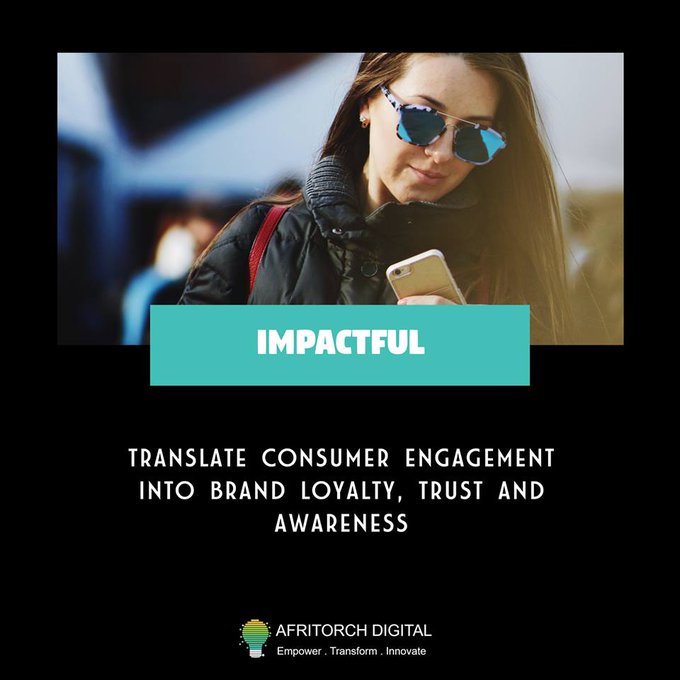 IMPACTFUL
TRANSLATE CONSUMER ENGAGEMENT
INTO BRAND LOYALTY, TRUST AND
AWARENESS
AFRITORCH DIGITAL
Empower . Transform . Innovate